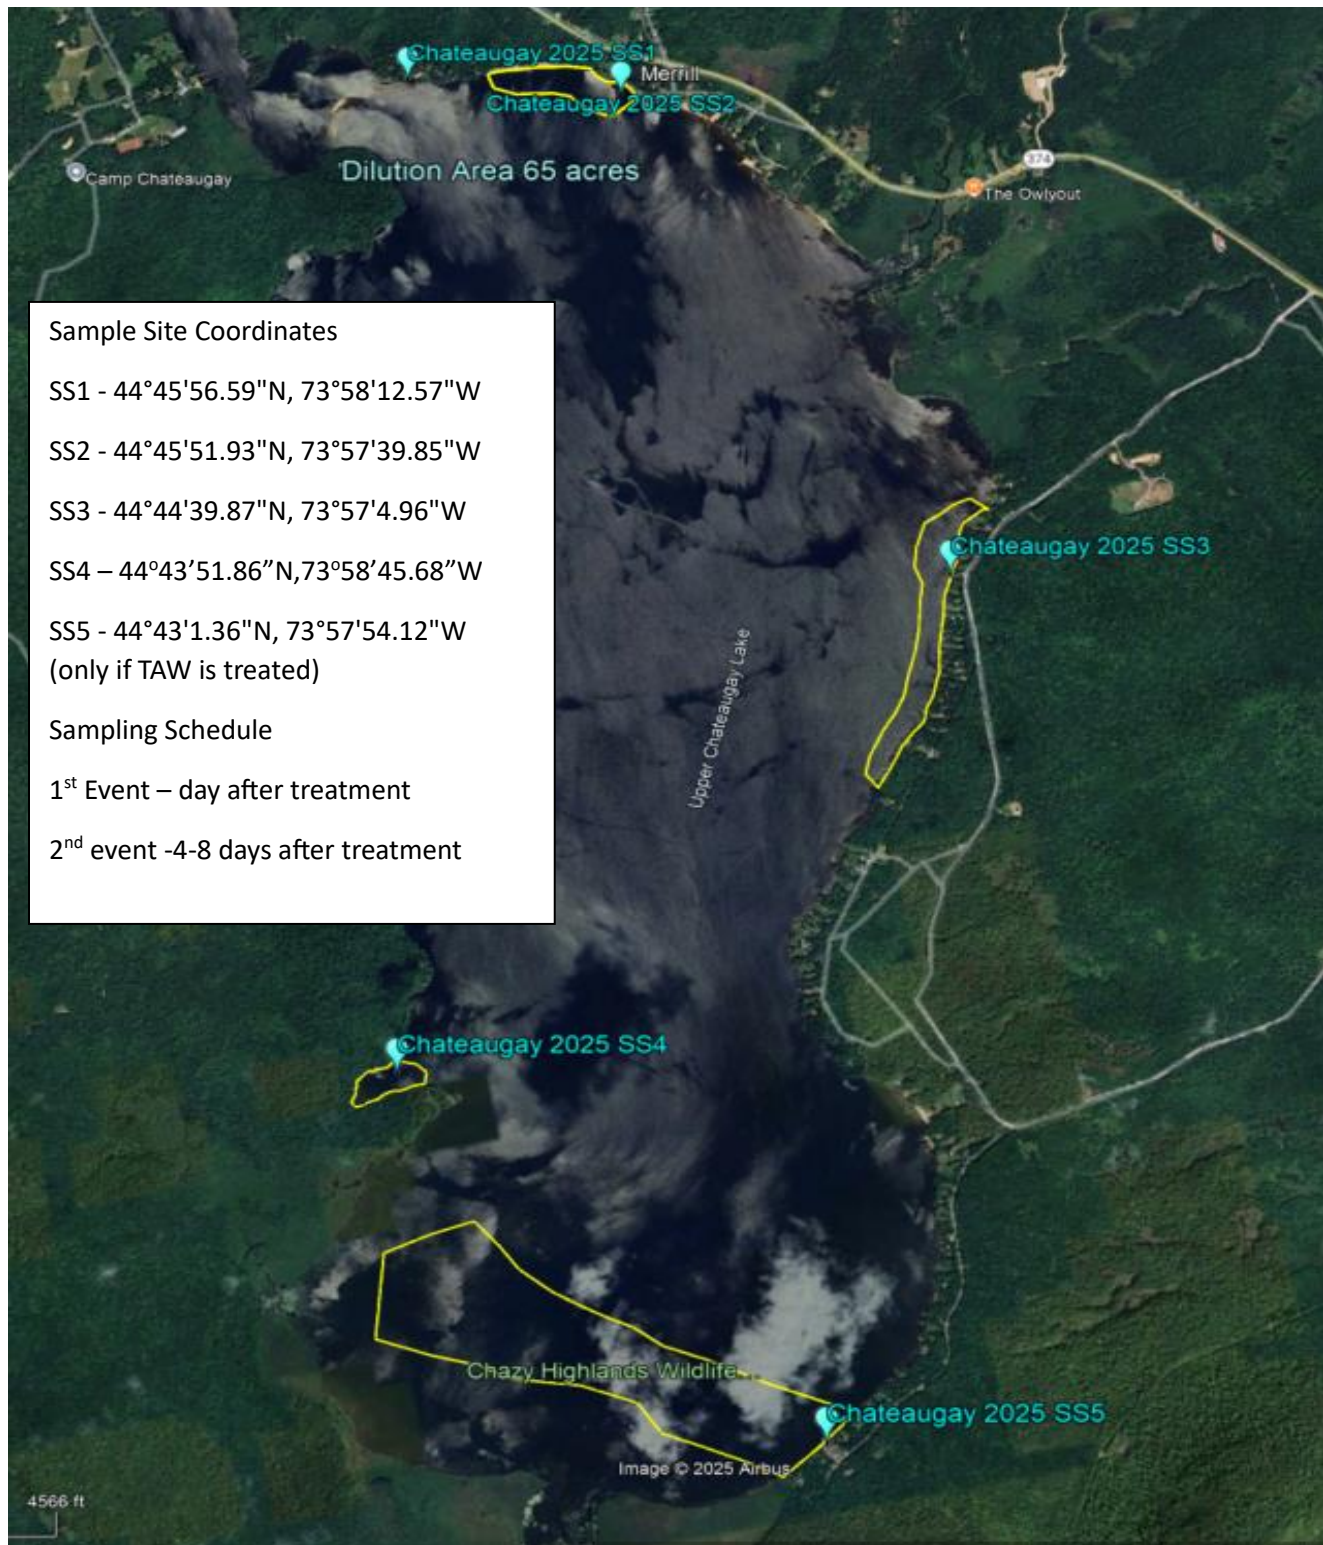 Chateaugay 2025 SS1
Merrill
Chateaugay 2025 SS2
Dilution Area 65 acres
Camp Chateaugay
374
The Owlyout
Sample Site Coordinates
SS1 - 44°45'56.59"N, 73°58'12.57"W
SS2 - 44°45'51.93"N, 73°57'39.85"W
SS3 - 44°44'39.87"N, 73°57'4.96"W
SS4 – 44º43’51.86”N,73º58’45.68”W
SS5 - 44°43'1.36"N, 73°57'54.12"W
(only if TAW is treated)
Sampling Schedule
1st Event – day after treatment
2nd event -4-8 days after treatment
Chateaugay 2025 SS3
Upper Chateaugay Lake
Chateaugay 2025 SS4
Chazy Highlands Wildlife...
Chateaugay 2025 SS5
Image © 2025 Airbus
4566 ft